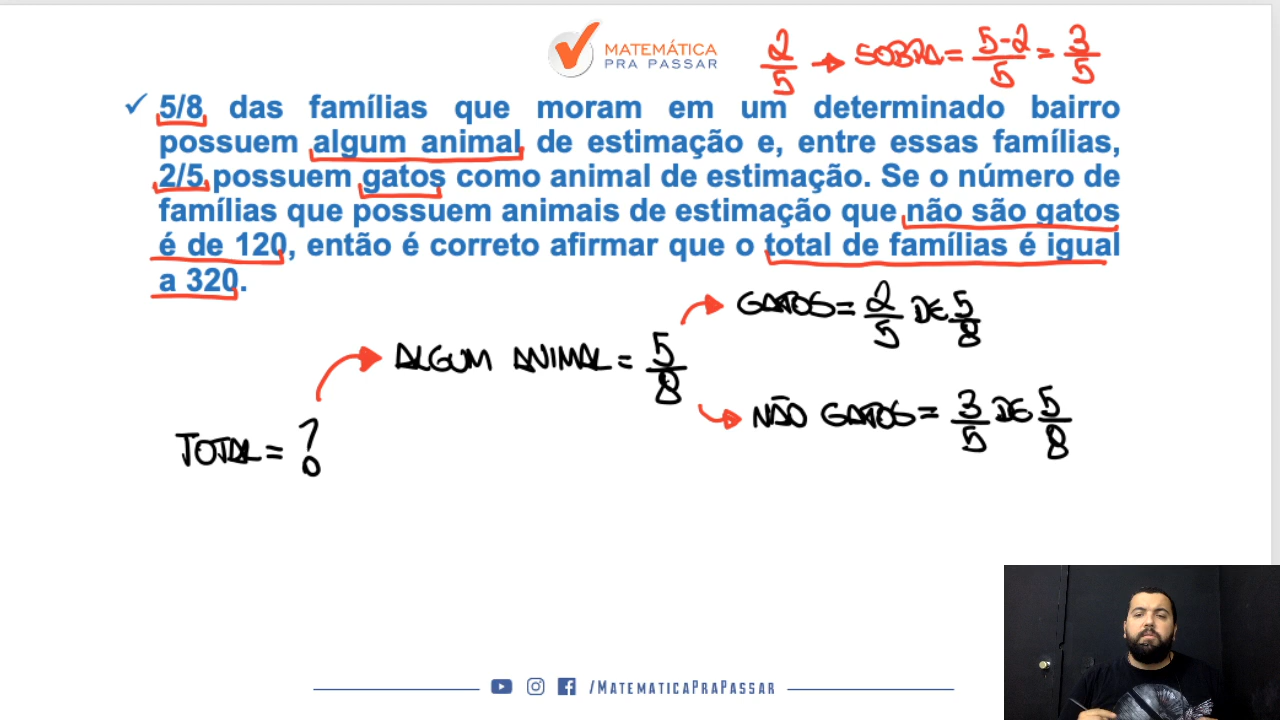 MATEMÁTICA
PRA PASSAR
2/5 → SOBRA = 5-2/5 = 3/5
✓ 5/8 das famílias que moram em um determinado bairro
possuem algum animal de estimação e, entre essas famílias,
2/5 possuem gatos como animal de estimação. Se o número de
famílias que possuem animais de estimação que não são gatos
é de 120, então é correto afirmar que o total de famílias é igual
a 320.
GATOS = 2/5 DE 5/8
ALGUM ANIMAL = 5/8
NÃO GATOS = 3/5 DE 5/8
TOTAL = ?
/MATEMATICAPRAPASSAR